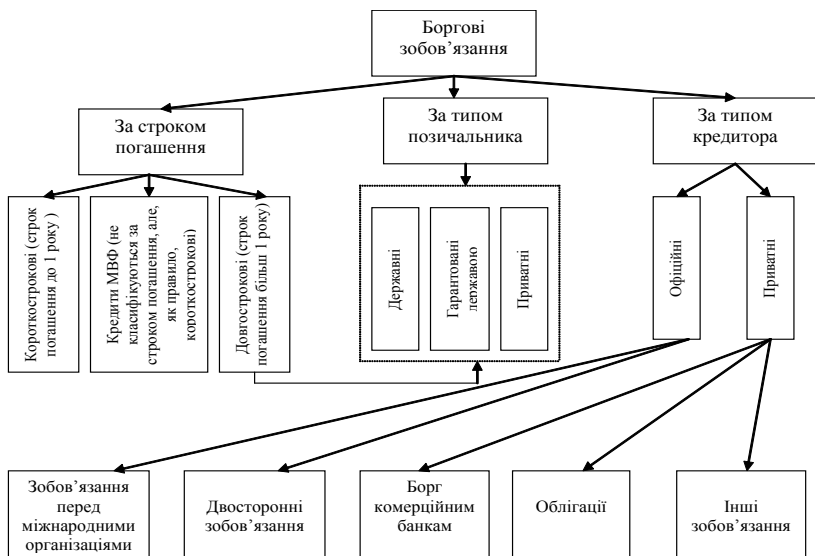 Боргові
зобов’язання
За строком
погашення
За типом
позичальника
За типом
кредитора
Короткострокові (строк
погашення до 1 року )
Кредити МВФ (не
класифікуються за
строком погашення, але,
як правило,
короткострокові)
Довгострокові (строк
погашення більш 1 року)
Державні
Гарантовані
державою
Приватні
Офіційні
Приватні
Зобов’язання
перед
міжнародними
організаціями
Двосторонні
зобов’язання
Борг
комерційним
банкам
Облігації
Інші
зобов’язання